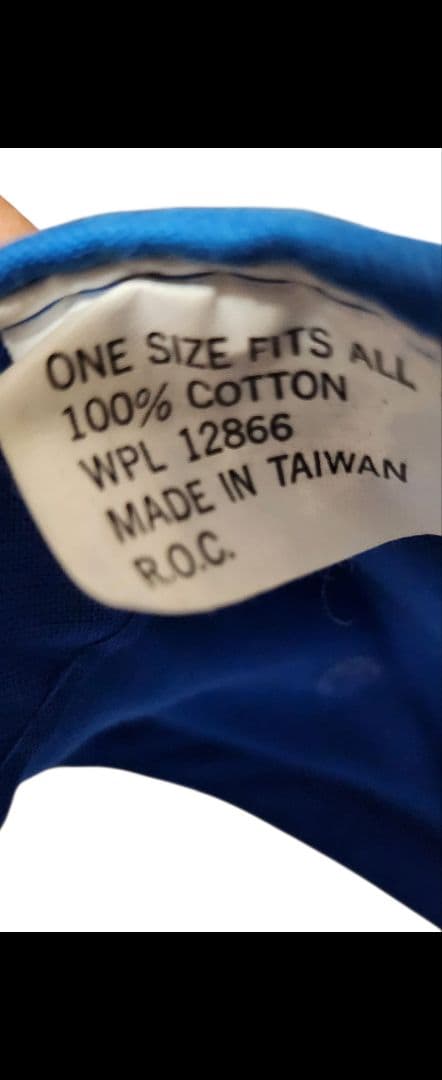 ONE SIZE FITS ALL
100% COTTON
WPL 12866
MADE IN TAIWAN
R.O.C.